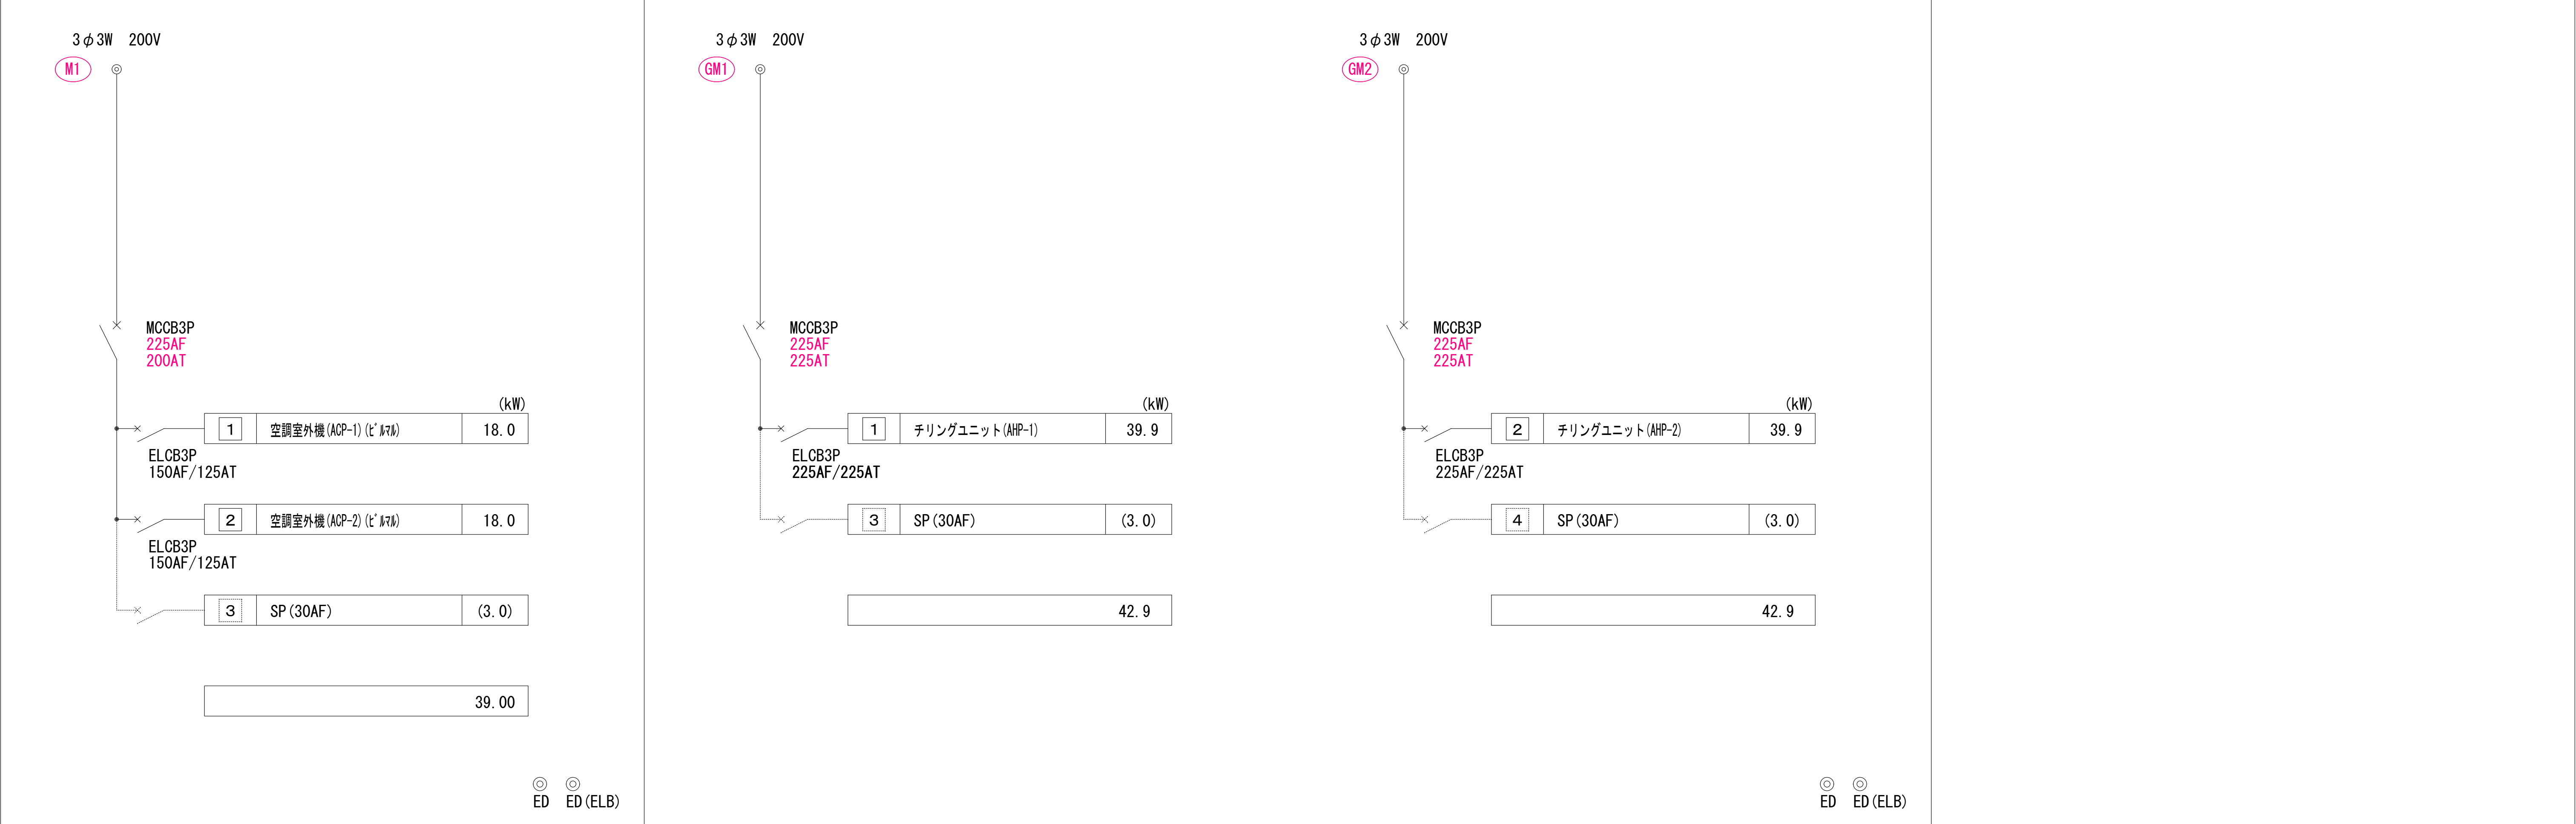 3φ3W 200V
M1
MCCB3P
225AF
200AT
(kW)
1 空調室外機(ACP-1)(ﾋﾞﾙﾏﾙ) 18.0
ELCB3P
150AF/125AT
2 空調室外機(ACP-2)(ﾋﾞﾙﾏﾙ) 18.0
ELCB3P
150AF/125AT
3 SP(30AF) (3.0)
39.00
ED ED(ELB)
3φ3W 200V
GM1
MCCB3P
225AF
225AT
(kW)
1 チリングユニット(AHP-1) 39.9
ELCB3P
225AF/225AT
3 SP(30AF) (3.0)
42.9
3φ3W 200V
GM2
MCCB3P
225AF
225AT
(kW)
2 チリングユニット(AHP-2) 39.9
ELCB3P
225AF/225AT
4 SP(30AF) (3.0)
42.9
ED ED(ELB)